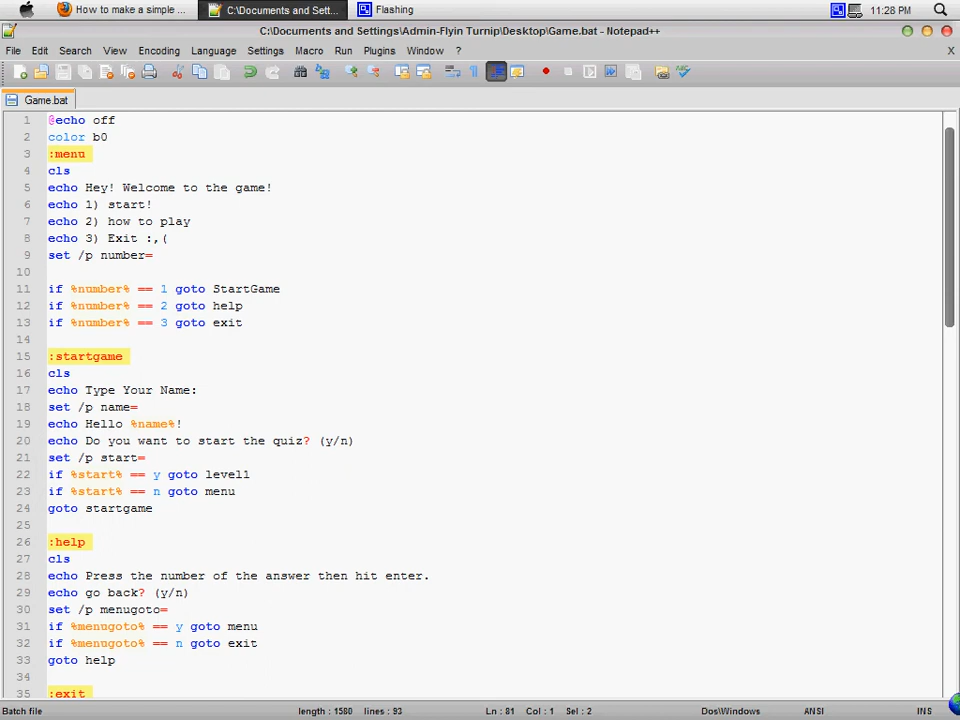 How to make a simple ...
C:\Documents and Sett...
Flashing
11:28 PM
C:\Documents and Settings\Admin-Flyin Turnip\Desktop\Game.bat - Notepad++
File Edit Search View Encoding Language Settings Macro Run Plugins Window ? X
Game.bat
1 @echo off
2 color b0
3 :menu
4 cls
5 echo Hey! Welcome to the game!
6 echo 1) start!
7 echo 2) how to play
8 echo 3) Exit :,(
9 set /p number=
10
11 if %number% == 1 goto StartGame
12 if %number% == 2 goto help
13 if %number% == 3 goto exit
14
15 :startgame
16 cls
17 echo Type Your Name:
18 set /p name=
19 echo Hello %name%!
20 echo Do you want to start the quiz? (y/n)
21 set /p start=
22 if %start% == y goto level1
23 if %start% == n goto menu
24 goto startgame
25
26 :help
27 cls
28 echo Press the number of the answer then hit enter.
29 echo go back? (y/n)
30 set /p menugoto=
31 if %menugoto% == y goto menu
32 if %menugoto% == n goto exit
33 goto help
34
35 :exit
Batch file length : 1580 lines : 93 Ln : 81 Col : 1 Sel : 2 Dos\Windows ANSI INS